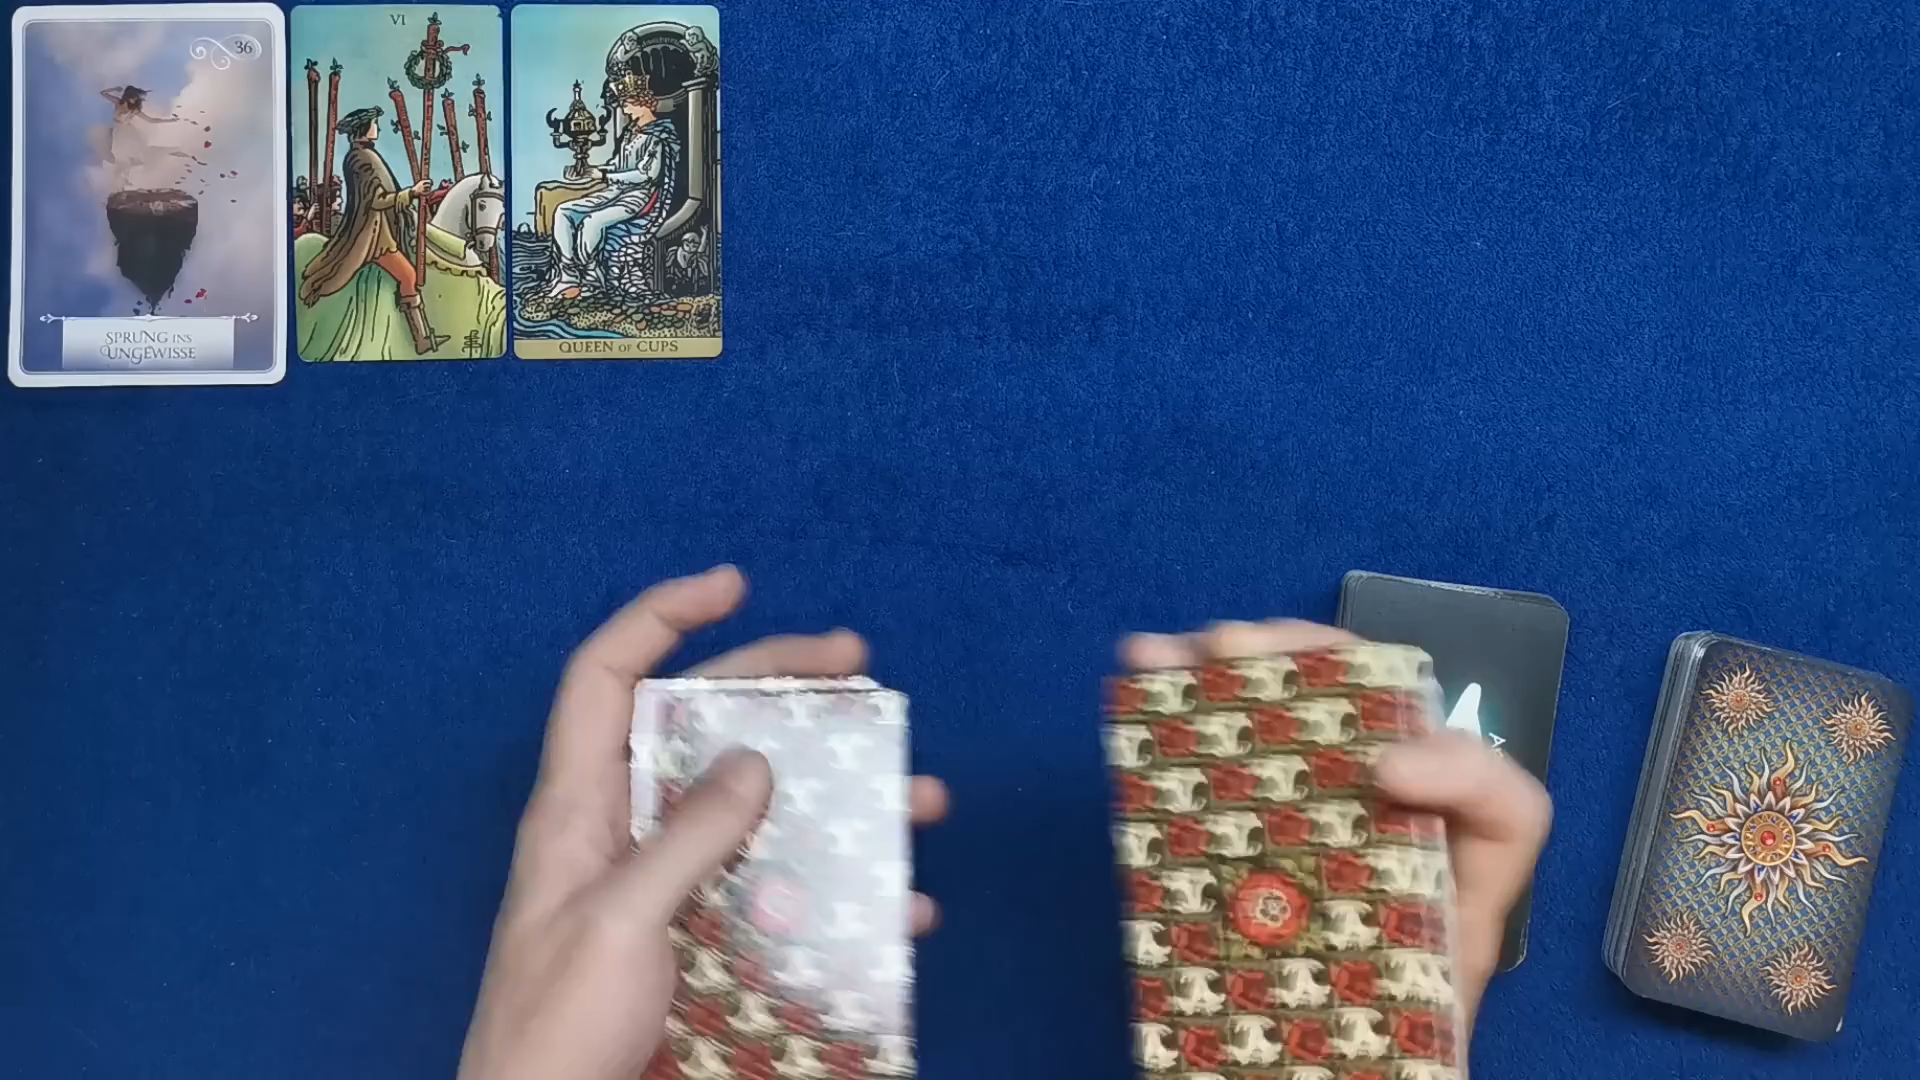 36
SPRUNG INS
UNGEWISSE
VI
QUEEN OF CUPS